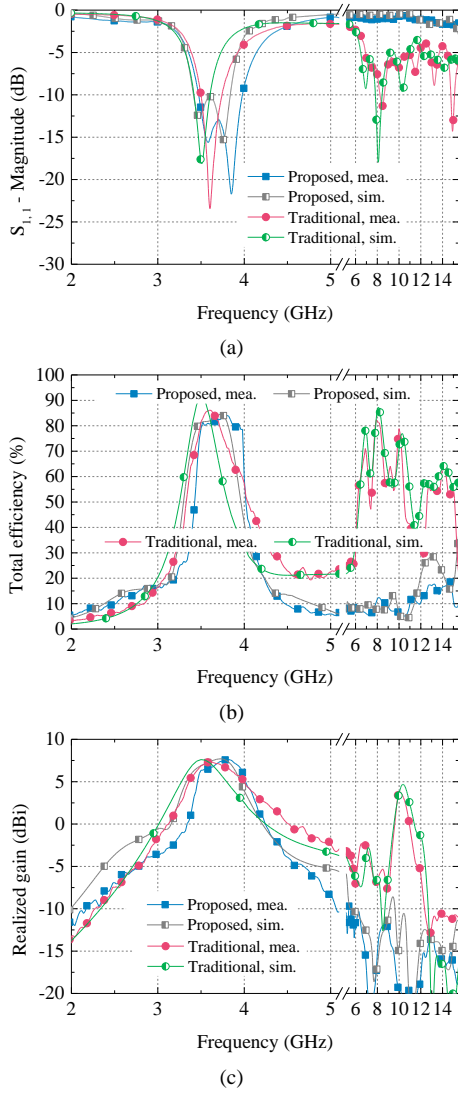 0
-5
-10
-15
-20
-25
-30
S1,1 - Magnitude (dB)
Proposed, mea.
Proposed, sim.
Traditional, mea.
Traditional, sim.
2 3 4 5 6 8 10 12 14
Frequency (GHz)
(a)
100
90
80
70
60
50
40
30
20
10
0
Total efficiency (%)
Proposed, mea. Proposed, sim.
Traditional, mea. Traditional, sim.
2 3 4 5 6 8 10 12 14
Frequency (GHz)
(b)
10
5
0
-5
-10
-15
-20
Realized gain (dBi)
Proposed, mea.
Proposed, sim.
Traditional, mea.
Traditional, sim.
2 3 4 5 6 8 10 12 14
Frequency (GHz)
(c)